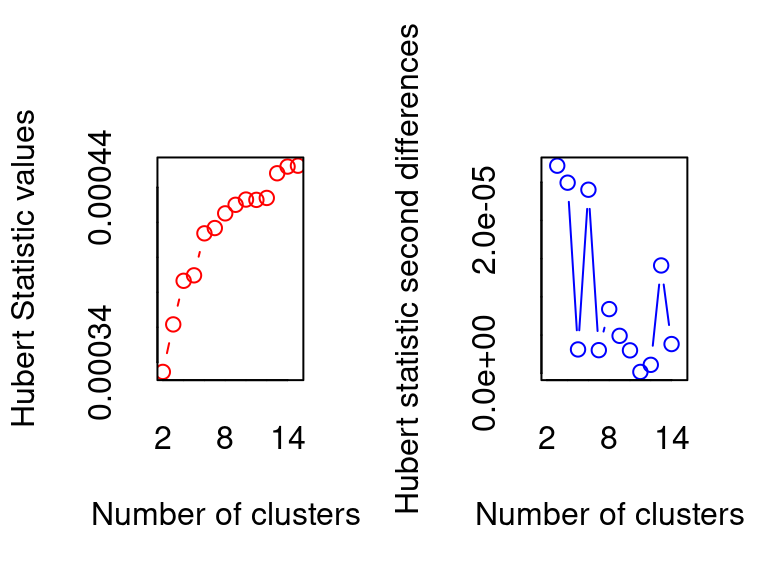 Hubert Statistic values
0.00034
0.00044
2
8
14
Number of clusters
Hubert statistic second differences
0.0e+00
2.0e-05
2
8
14
Number of clusters